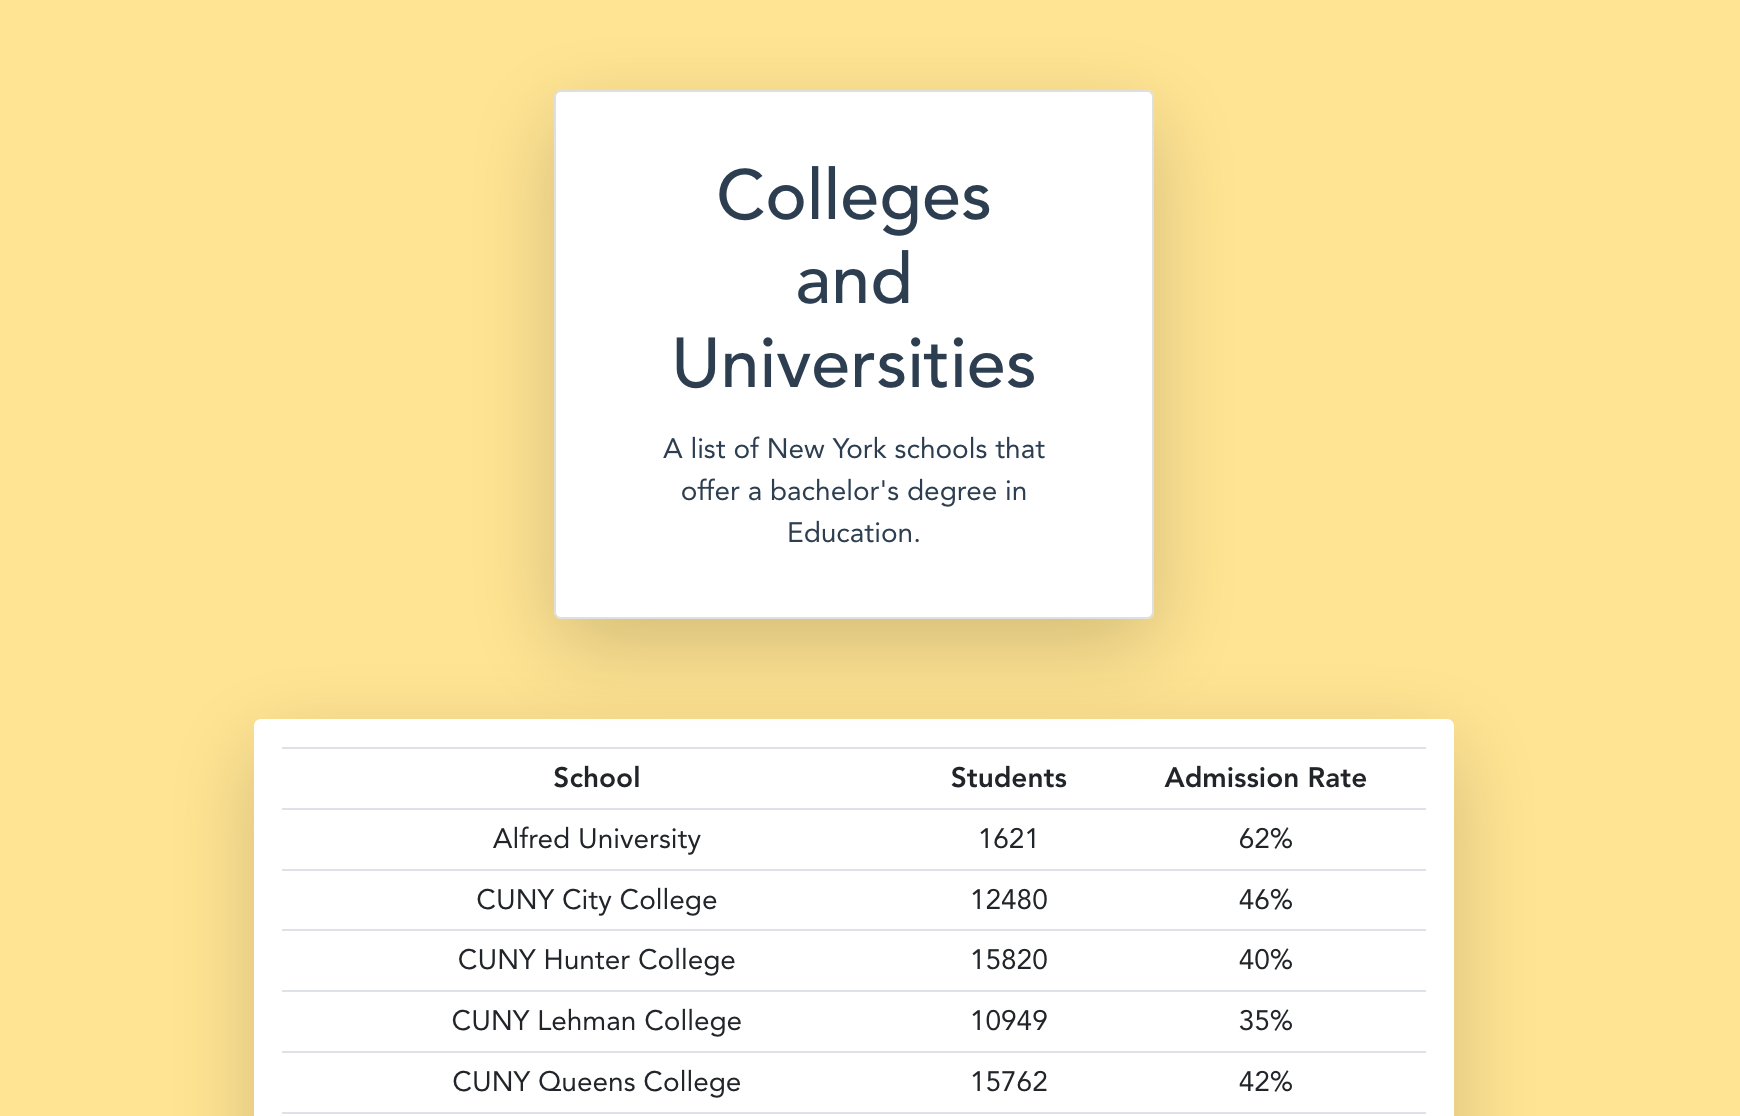 Colleges
and
Universities
A list of New York schools that
offer a bachelor's degree in
Education.
School Students Admission Rate
Alfred University 1621 62%
CUNY City College 12480 46%
CUNY Hunter College 15820 40%
CUNY Lehman College 10949 35%
CUNY Queens College 15762 42%